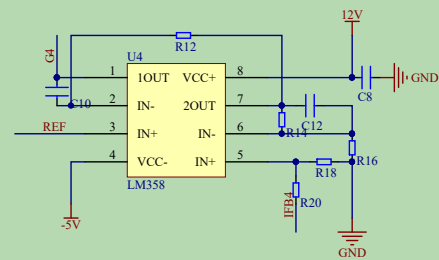 12V
G4
R12
U4
1 1OUT VCC+ 8
C10
C8
GND
2 IN- 2OUT 7
R14
C12
REF
3 IN+ IN- 6
4 VCC- IN+ 5
R16
R18
LM358
IFB4
R20
-5V
GND